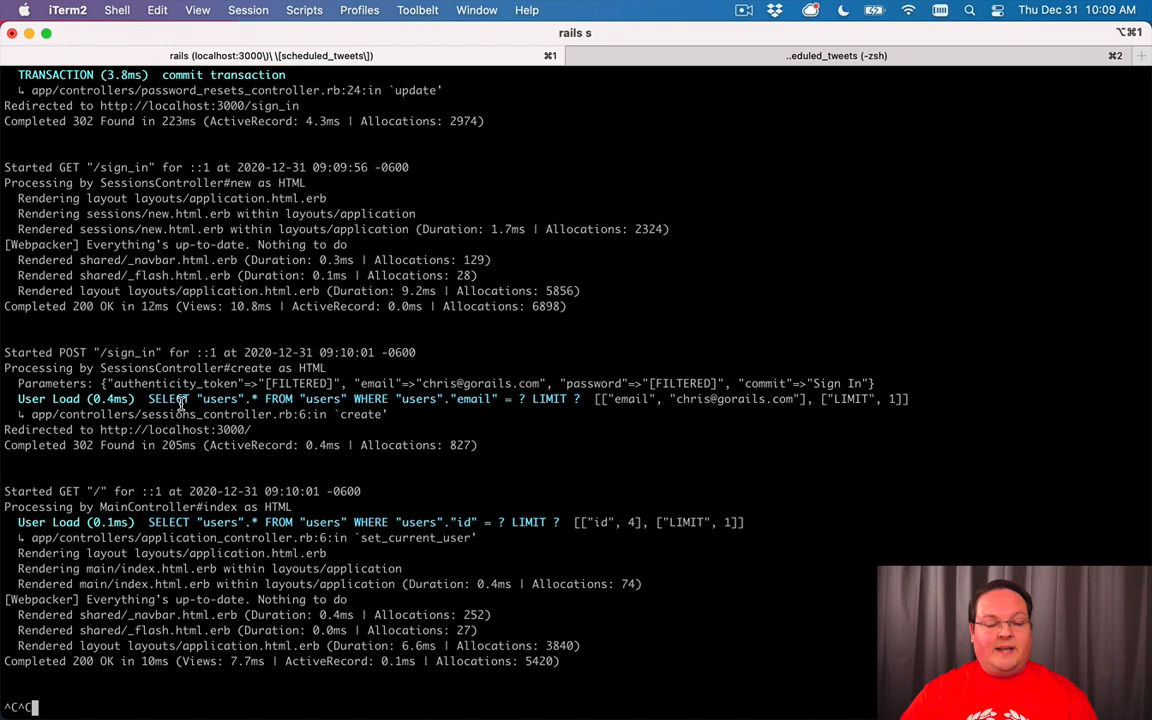 iTerm2 Shell Edit View Session Scripts Profiles Toolbelt Window Help Thu Dec 31 10:09 AM
rails s ⌥⌘1
rails (localhost:3000\) \[scheduled_tweets\]) ⌘1 ..eduled_tweets (-zsh) ⌘2 +
TRANSACTION (3.8ms) commit transaction
↳ app/controllers/password_resets_controller.rb:24:in `update'
Redirected to http://localhost:3000/sign_in
Completed 302 Found in 223ms (ActiveRecord: 4.3ms | Allocations: 2974)
Started GET "/sign_in" for ::1 at 2020-12-31 09:09:56 -0600
Processing by SessionsController#new as HTML
Rendering layout layouts/application.html.erb
Rendering sessions/new.html.erb within layouts/application
Rendered sessions/new.html.erb within layouts/application (Duration: 1.7ms | Allocations: 2324)
[Webpacker] Everything's up-to-date. Nothing to do
Rendered shared/_navbar.html.erb (Duration: 0.3ms | Allocations: 129)
Rendered shared/_flash.html.erb (Duration: 0.1ms | Allocations: 28)
Rendered layout layouts/application.html.erb (Duration: 9.2ms | Allocations: 5856)
Completed 200 OK in 12ms (Views: 10.8ms | ActiveRecord: 0.0ms | Allocations: 6898)
Started POST "/sign_in" for ::1 at 2020-12-31 09:10:01 -0600
Processing by SessionsController#create as HTML
Parameters: {"authenticity_token"=>"[FILTERED]", "email"=>"chris@gorails.com", "password"=>"[FILTERED]", "commit"=>"Sign In"}
User Load (0.4ms) SELECT "users".* FROM "users" WHERE "users"."email" = ? LIMIT ? [["email", "chris@gorails.com"], ["LIMIT", 1]]
↳ app/controllers/sessions_controller.rb:6:in `create'
Redirected to http://localhost:3000/
Completed 302 Found in 205ms (ActiveRecord: 0.4ms | Allocations: 827)
Started GET "/" for ::1 at 2020-12-31 09:10:01 -0600
Processing by MainController#index as HTML
User Load (0.1ms) SELECT "users".* FROM "users" WHERE "users"."id" = ? LIMIT ? [["id", 4], ["LIMIT", 1]]
↳ app/controllers/application_controller.rb:6:in `set_current_user'
Rendering layout layouts/application.html.erb
Rendering main/index.html.erb within layouts/application
Rendered main/index.html.erb within layouts/application (Duration: 0.4ms | Allocations: 74)
[Webpacker] Everything's up-to-date. Nothing to do
Rendered shared/_navbar.html.erb (Duration: 0.4ms | Allocations: 252)
Rendered shared/_flash.html.erb (Duration: 0.0ms | Allocations: 27)
Rendered layout layouts/application.html.erb (Duration: 6.6ms | Allocations: 3840)
Completed 200 OK in 10ms (Views: 7.7ms | ActiveRecord: 0.1ms | Allocations: 5420)
^C^C